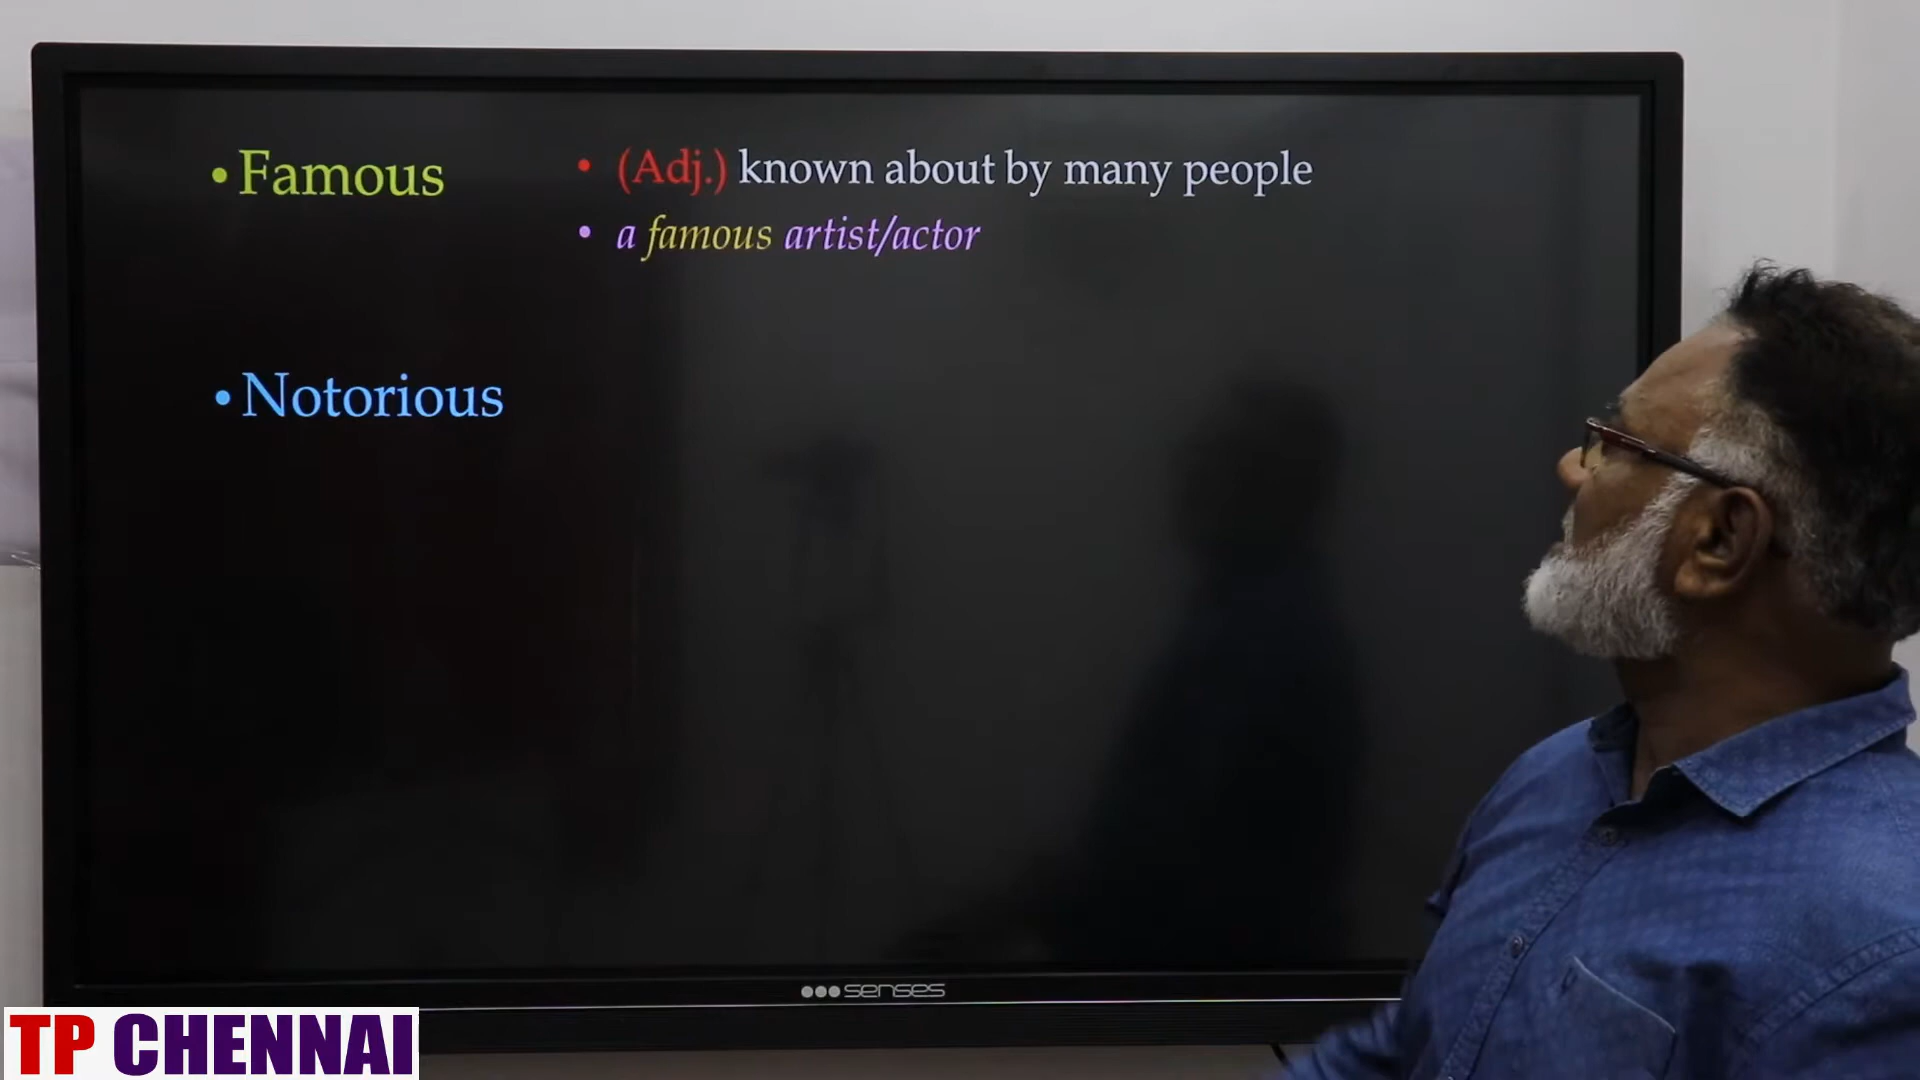 • Famous
• (Adj.) known about by many people
• a famous artist/actor
• Notorious
senses
TP CHENNAI